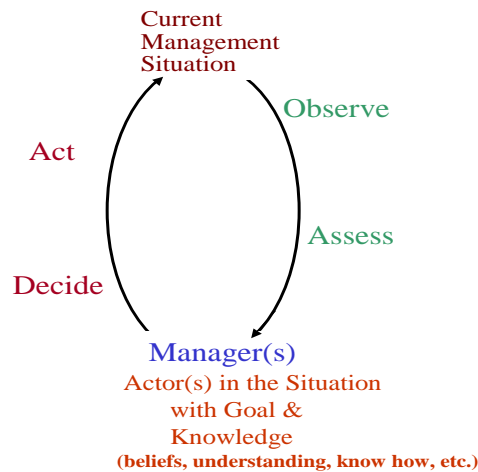 Current
Management
Situation
Observe
Act
Assess
Decide
Manager(s)
Actor(s) in the Situation
with Goal &
Knowledge
(beliefs, understanding, know how, etc.)